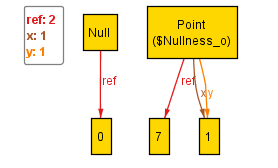 ref: 2
x: 1
y: 1
Null
Point
($Nullness_o)
ref
ref
x
y
0
7
1